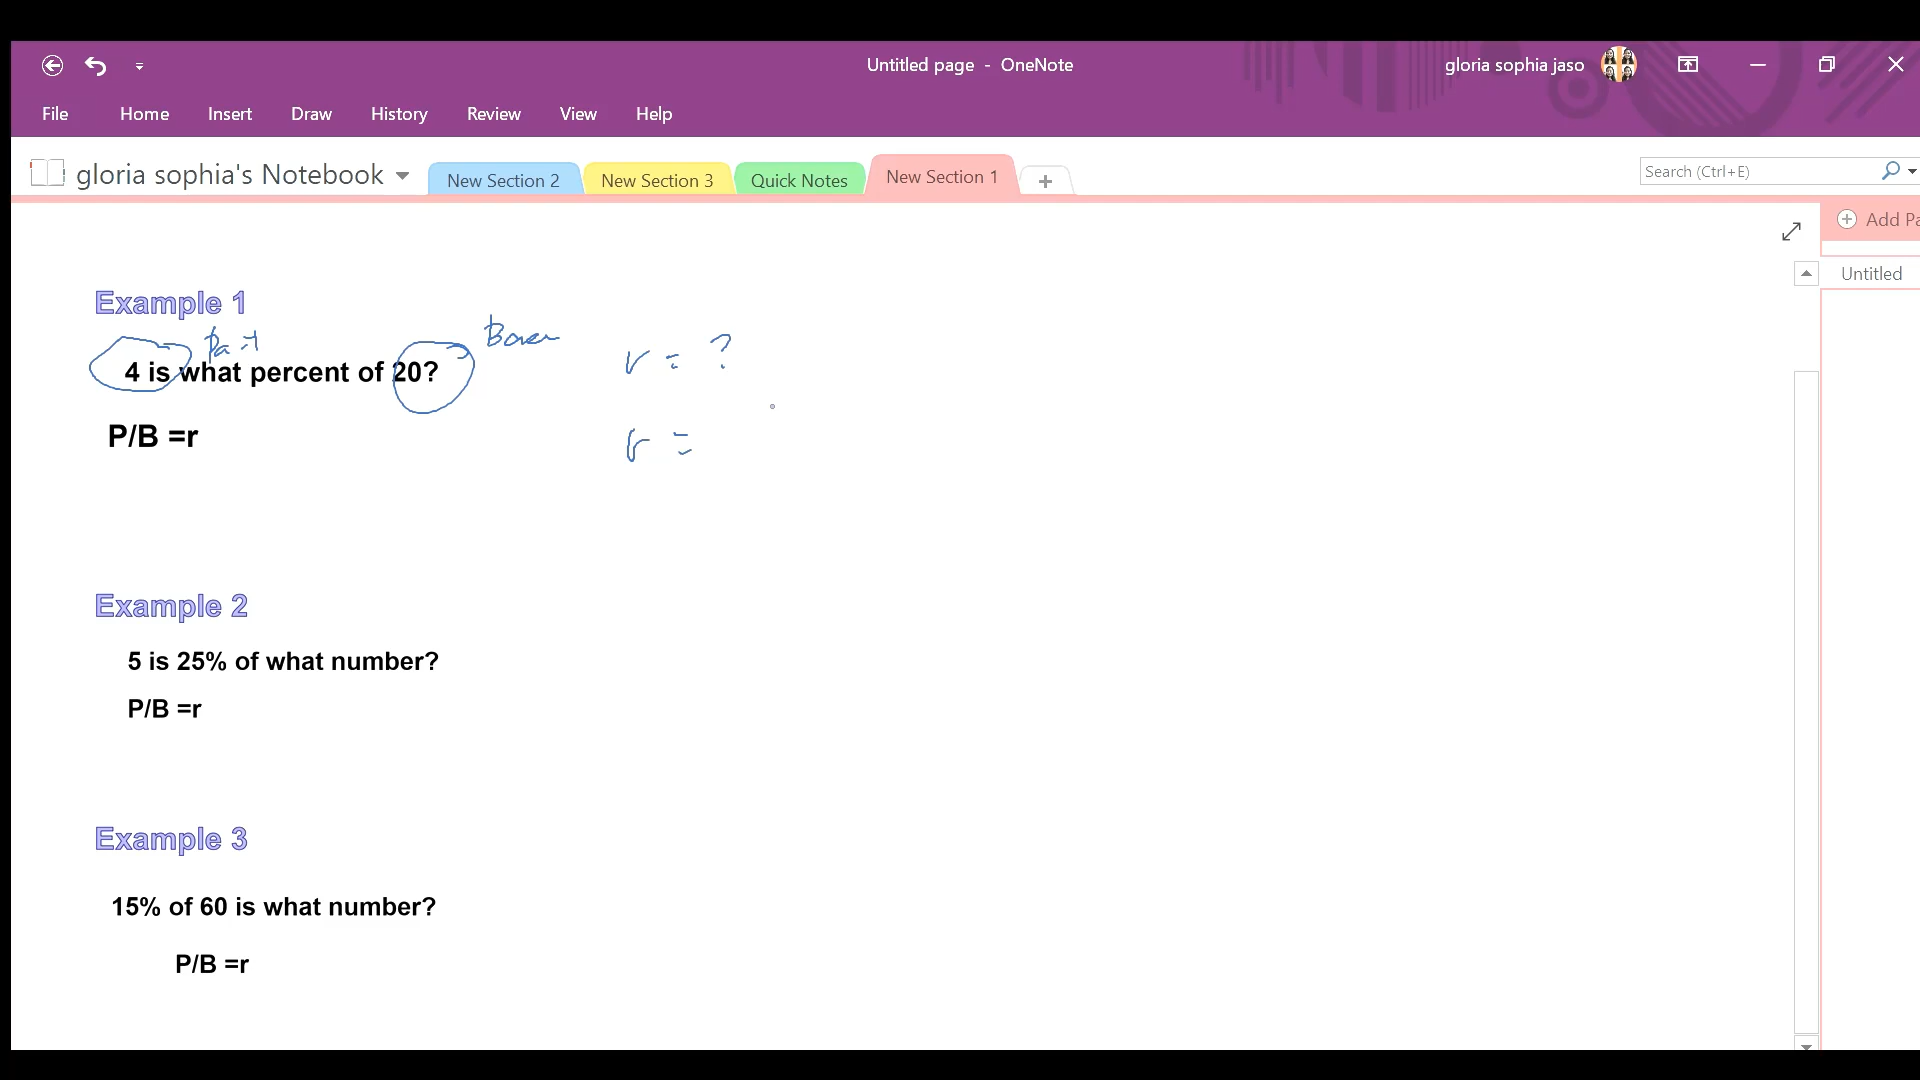 Untitled page - OneNote
gloria sophia jaso
File Home Insert Draw History Review View Help
gloria sophia's Notebook
New Section 2
New Section 3
Quick Notes
New Section 1
Search (Ctrl+E)
Add Pa
Untitled
Example 1
Part
4 is what percent of 20?
r = ?
P/B =r
r =
Example 2
5 is 25% of what number?
P/B =r
Example 3
15% of 60 is what number?
P/B =r